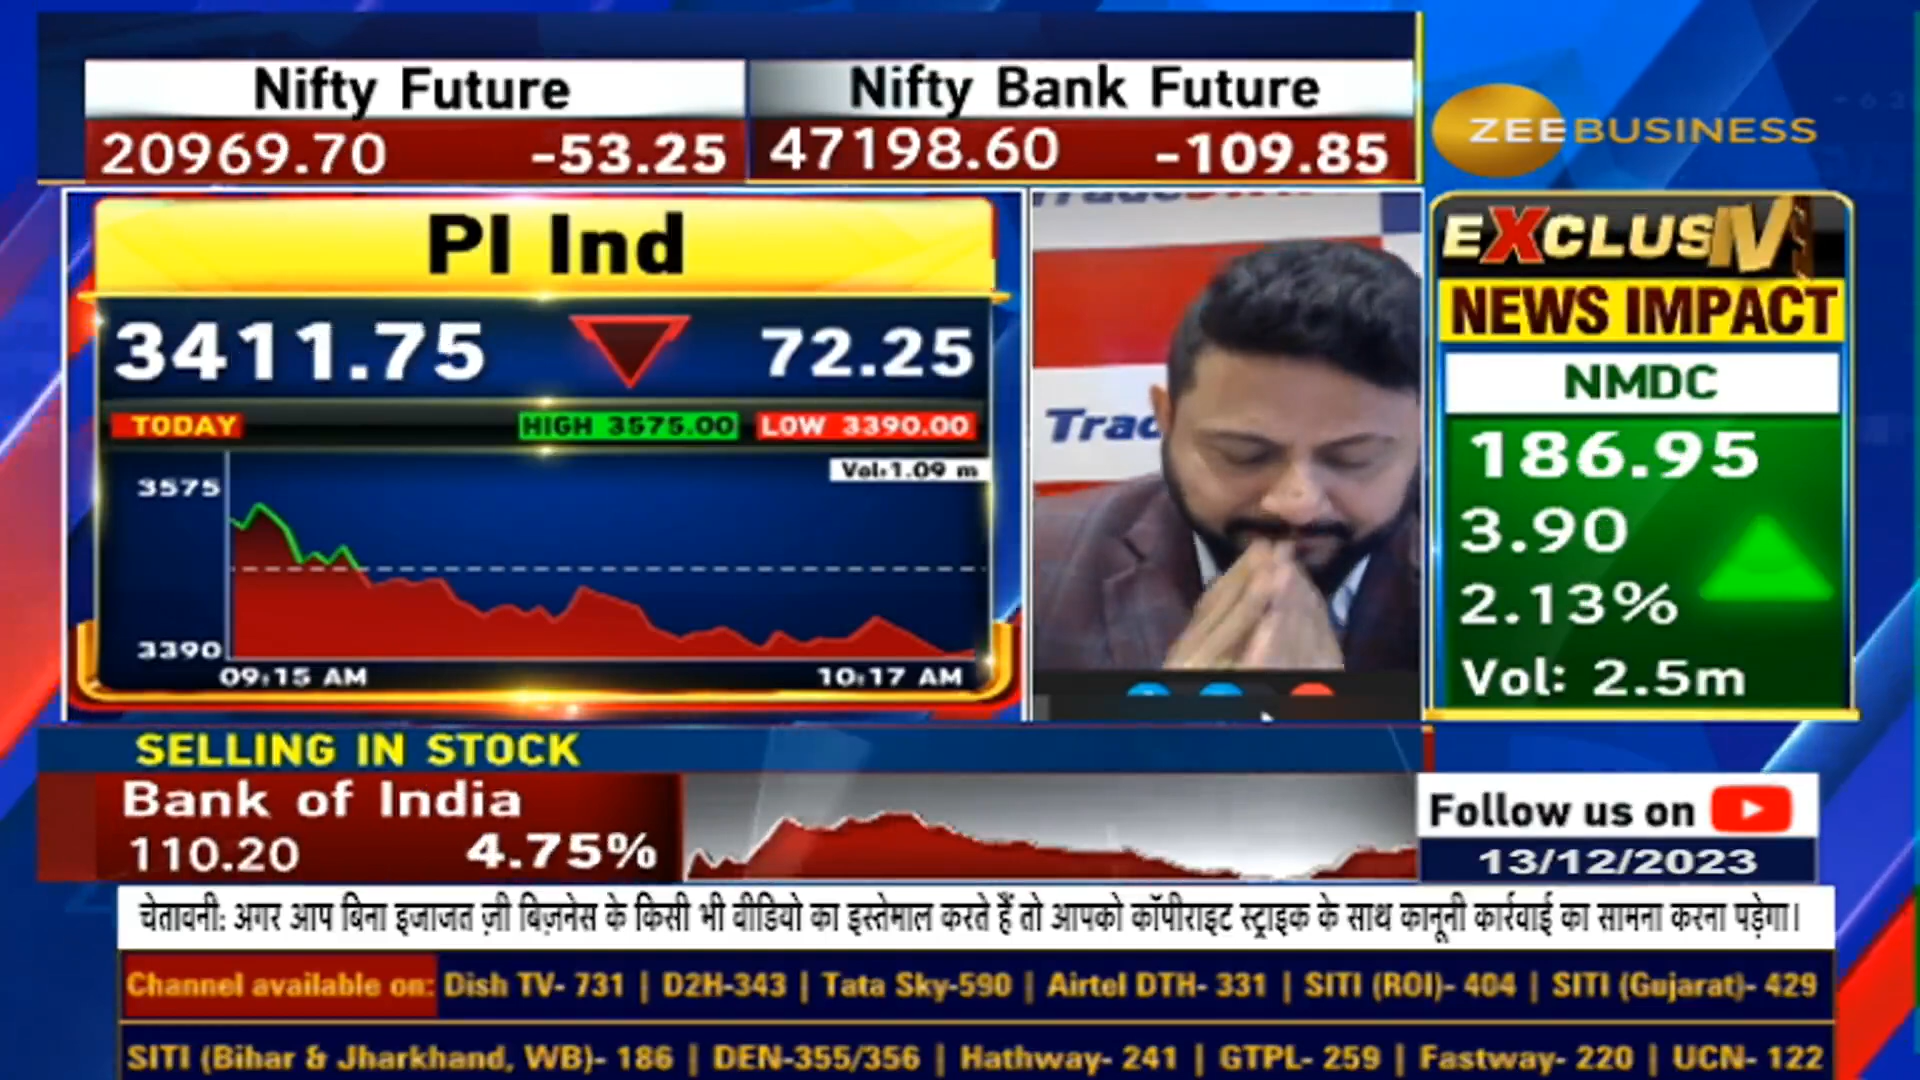 Nifty Future
20969.70 -53.25
Nifty Bank Future
47198.60 -109.85
ZEEBUSINESS
PI Ind
3411.75 72.25
TODAY HIGH 3575.00 LOW 3390.00
Vol:1.09 m
3575
3390
09:15 AM 10:17 AM
EXCLUSIV
NEWS IMPACT
NMDC
186.95
3.90
2.13%
Vol: 2.5m
SELLING IN STOCK
Bank of India
110.20 4.75%
Follow us on
13/12/2023
चेतावनी: अगर आप बिना इजाजत ज़ी बिज़नेस के किसी भी वीडियो का इस्तेमाल करते हैं तो आपको कॉपीराइट स्ट्राइक के साथ कानूनी कार्रवाई का सामना करना पड़ेगा।
Channel available on: Dish TV- 731 | D2H-343 | Tata Sky-590 | Airtel DTH- 331 | SITI (ROI)- 404 | SITI (Gujarat)- 429
SITI (Bihar & Jharkhand, WB)- 186 | DEN-355/356 | Hathway- 241 | GTPL- 259 | Fastway- 220 | UCN- 122